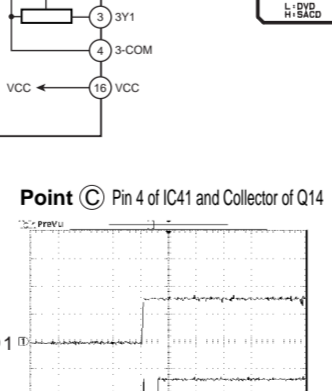 3 3Y1
L : DVD
H : SACD
4 3-COM
VCC 16 VCC
Point C Pin 4 of IC41 and Collector of Q14
PreVu
1